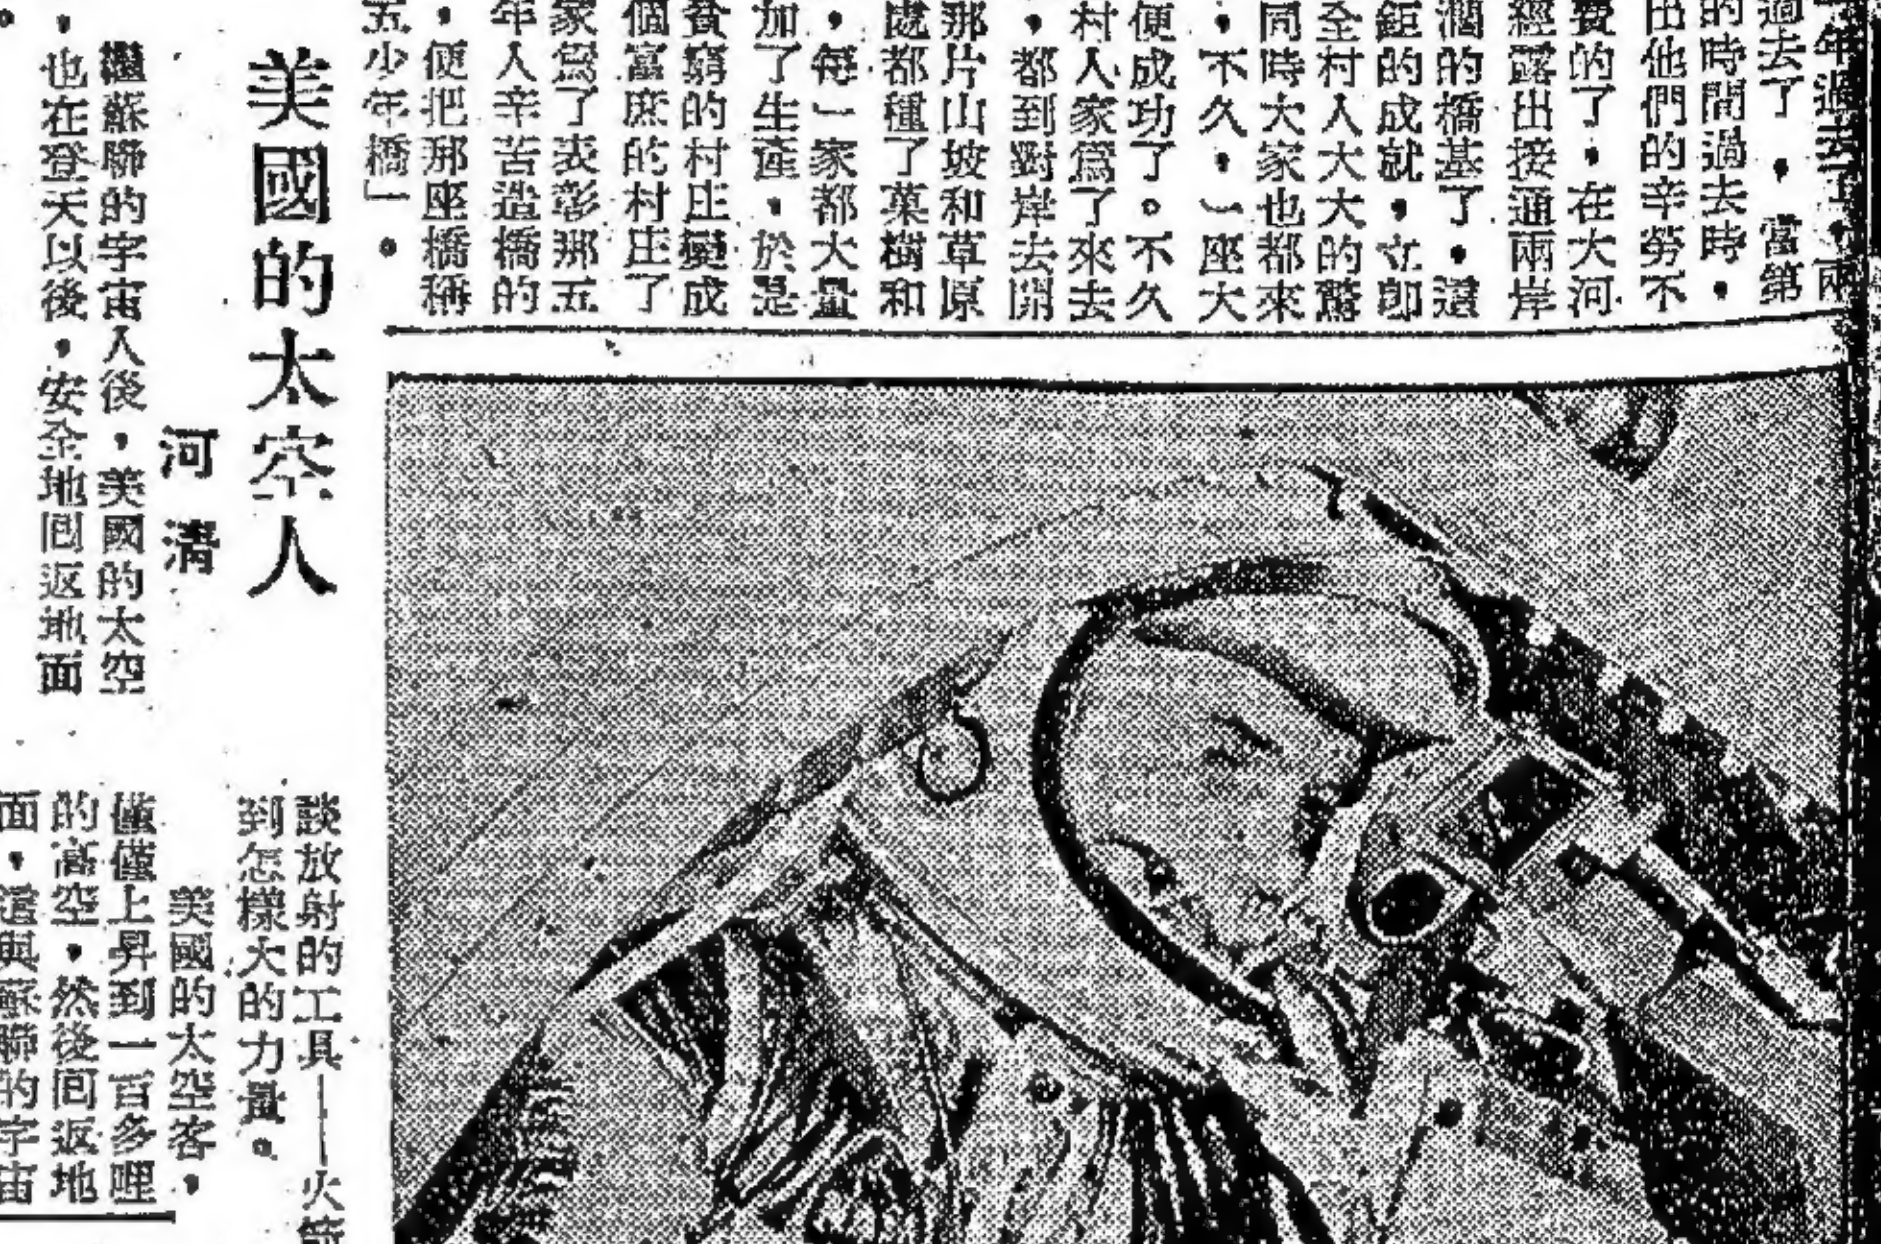 年過去了,兩
過去了,當第
的時間過去時,
出他們的辛勞不
費的了,在大河
經露出接通兩岸
濶的橋基了,這
鉅的成就,立卽
全村人大大的驚
同時大家也都來
,不久,一座大
便成功了。不久
村人家爲了來去
,都到對岸去開
那片山坡和草原
處都種了菓樹和
,每一家都大量
加了生產,於是
貧窮的村庄變成
個富庶的村庄了
家爲了表彰那五
年人辛苦造橋的
,便把那座橋稱
五少年橋」。
美國的太空人
河清
繼蘇聯的宇宙人後,美國的太空
,也在登天以後,安全地囘返地面
。
談放射的工具——火箭
到怎樣大的力量。
美國的太空客,
僅僅上昇到一百多哩
的高空,然後囘返地
面,這與蘇聯的宇宙